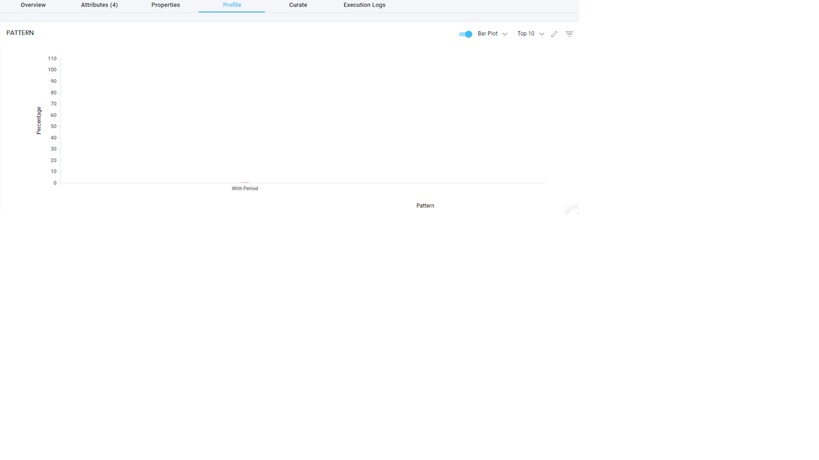 Overview Attributes (4) Properties Profile Curate Execution Logs
PATTERN
Bar Plot Top 10
110
100
90
80
70
60
50
40
30
20
10
0
Percentage
With Period
Pattern